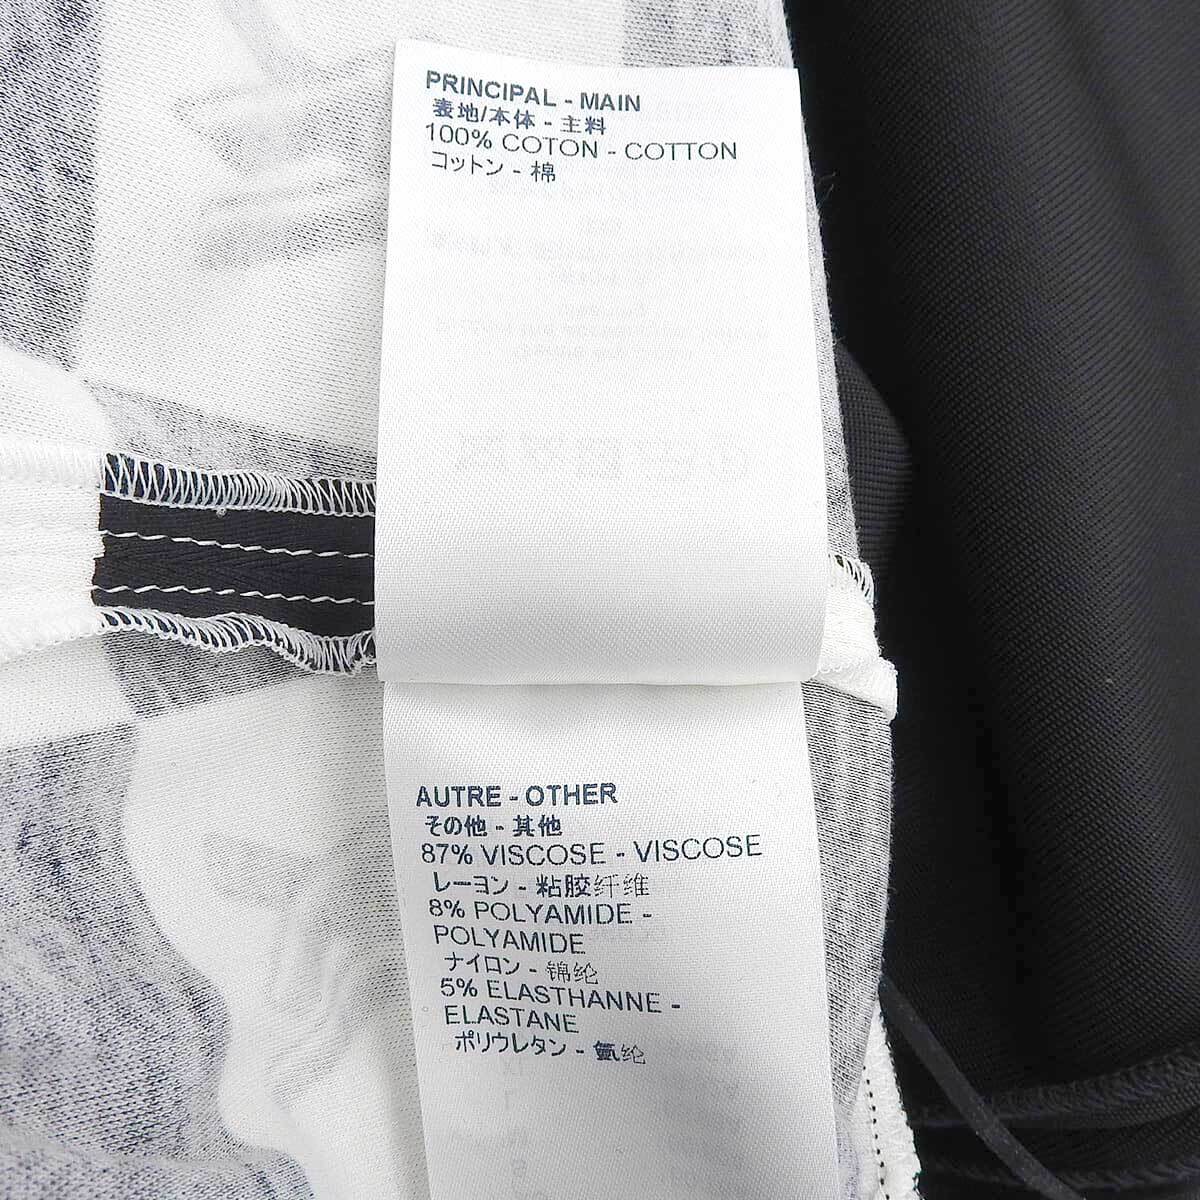 PRINCIPAL - MAIN
表地/本体 - 主料
100% COTON - COTTON
コットン - 棉
AUTRE - OTHER
その他 - 其他
87% VISCOSE - VISCOSE
レーヨン - 粘胶纤维
8% POLYAMIDE -
POLYAMIDE
ナイロン - 锦纶
5% ELASTHANNE -
ELASTANE
ポリウレタン - 氨纶